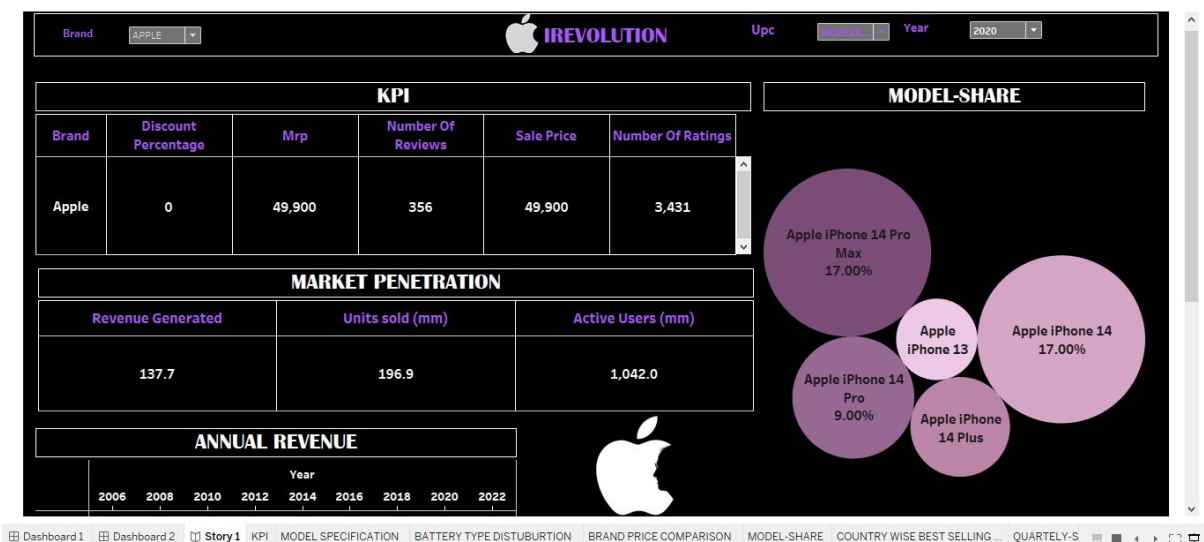 Brand
APPLE
IREVOLUTION
Upc
Year
2020
KPI
MODEL-SHARE
Brand
Discount
Percentage
Mrp
Number Of
Reviews
Sale Price
Number Of Ratings
Apple
0
49,900
356
49,900
3,431
MARKET PENETRATION
Revenue Generated
Units sold (mm)
Active Users (mm)
137.7
196.9
1,042.0
Apple iPhone 14 Pro
Max
17.00%
Apple
iPhone 13
Apple iPhone 14
17.00%
Apple iPhone 14
Pro
9.00%
Apple iPhone
14 Plus
ANNUAL REVENUE
Year
2006 2008 2010 2012 2014 2016 2018 2020 2022
Dashboard 1 Dashboard 2 Story 1 KPI MODEL SPECIFICATION BATTERY TYPE DISTUBURTION BRAND PRICE COMPARISON MODEL-SHARE COUNTRY WISE BEST SELLING ... QUARTELY-S